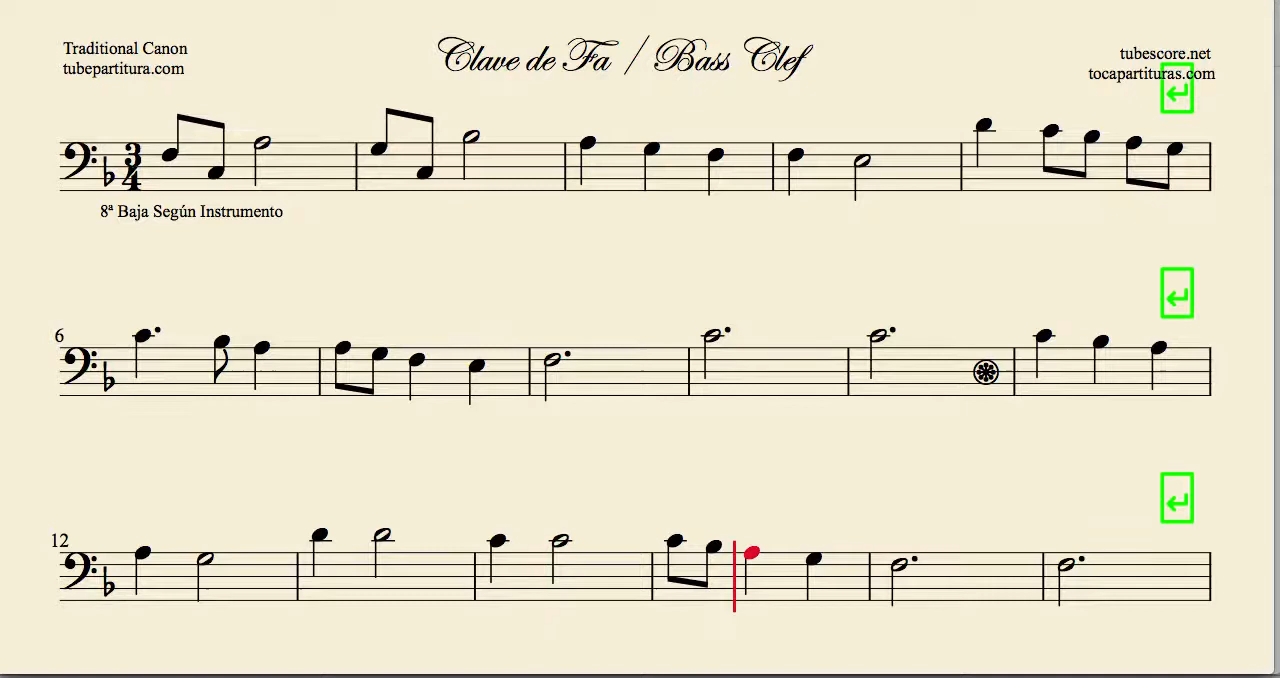 Traditional Canon
tubepartitura.com
Clave de Fa / Bass Clef
tubescore.net
tocapartituras.com
3
4
8ª Baja Según Instrumento
6
12